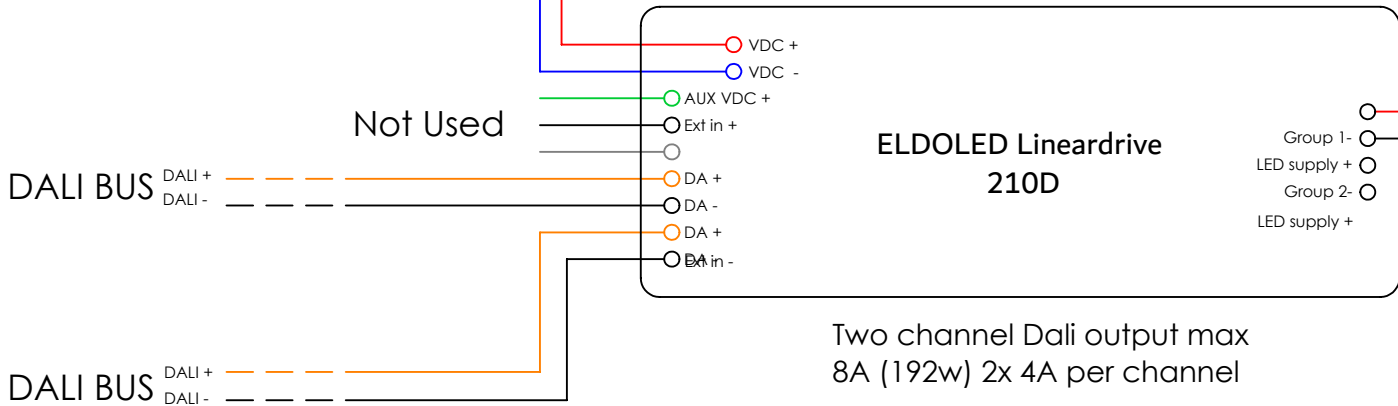 VDC +
VDC -
AUX VDC +
Not Used
Ext in +
ELDOLED Lineardrive
210D
Group 1-
LED supply +
Group 2-
LED supply +
DALI BUS
DALI +
DALI -
DA +
DA -
DA +
DA -
Ext in -
Two channel Dali output max
8A (192w) 2x 4A per channel
DALI BUS
DALI +
DALI -